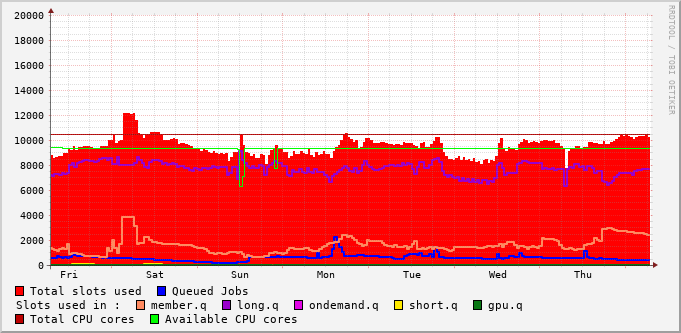 20000
18000
16000
14000
12000
10000
8000
6000
4000
2000
0
Fri Sat Sun Mon Tue Wed Thu
RRDTOOL / TOBI OETIKER
Total slots used Queued Jobs
Slots used in : member.q long.q ondemand.q short.q gpu.q
Total CPU cores Available CPU cores